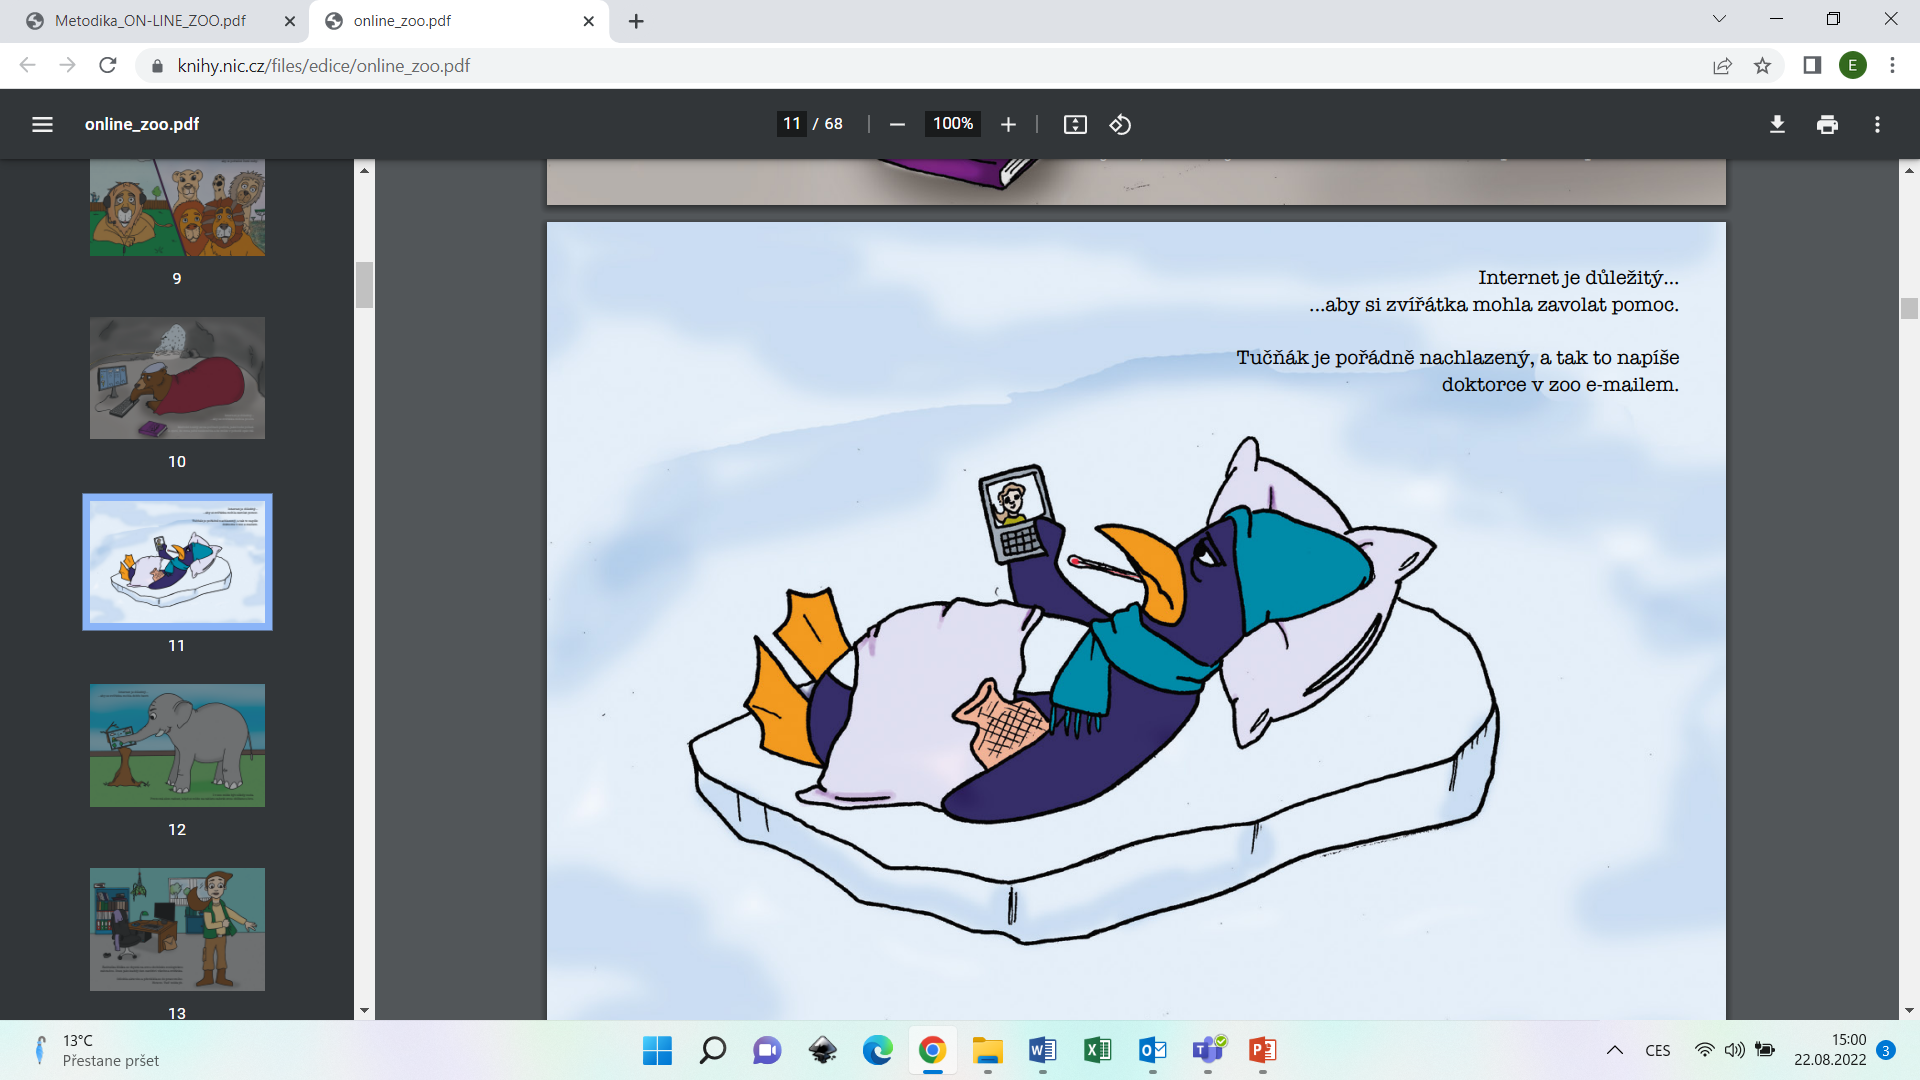 Metodika_ON-LINE_ZOO.pdf
online_zoo.pdf
knihy.nic.cz/files/edice/online_zoo.pdf
E
online_zoo.pdf
11 / 68
100%
9
10
11
12
13
Internet je důležitý...
...aby si zvířátka mohla zavolat pomoc.
Tučňák je pořádně nachlazený, a tak to napíše
doktorce v zoo e-mailem.
13°C
Přestane pršet
CES
15:00
22.08.2022
3